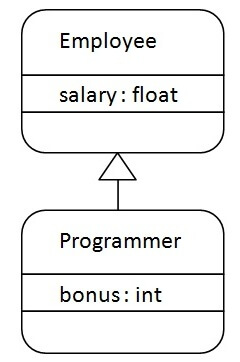 Employee
salary : float
Programmer
bonus : int